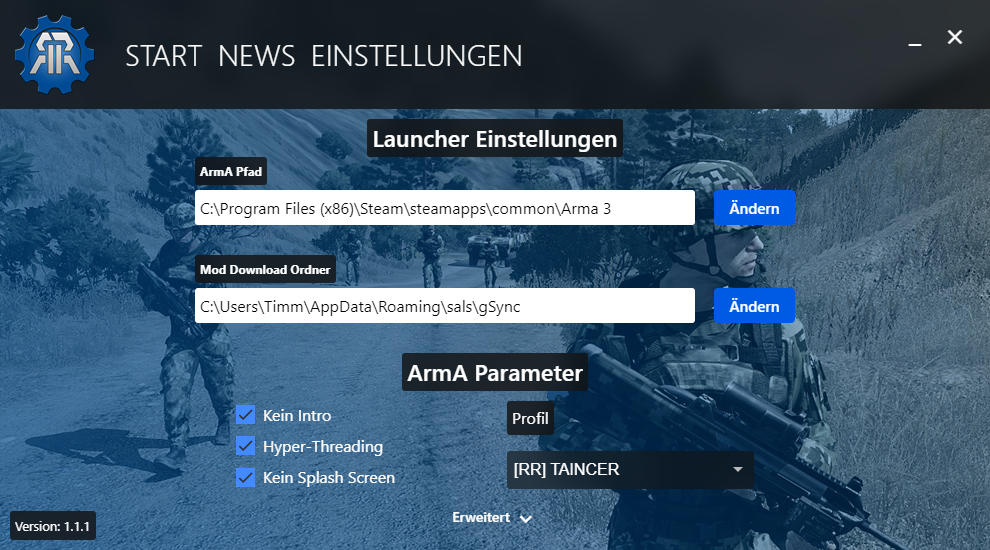 START NEWS EINSTELLUNGEN
Launcher Einstellungen
ArmA Pfad
C:\Program Files (x86)\Steam\steamapps\common\Arma 3
Ändern
Mod Download Ordner
C:\Users\Timm\AppData\Roaming\sals\gSync
Ändern
ArmA Parameter
Kein Intro
Hyper-Threading
Kein Splash Screen
Profil
[RR] TAINCER
Erweitert
Version: 1.1.1